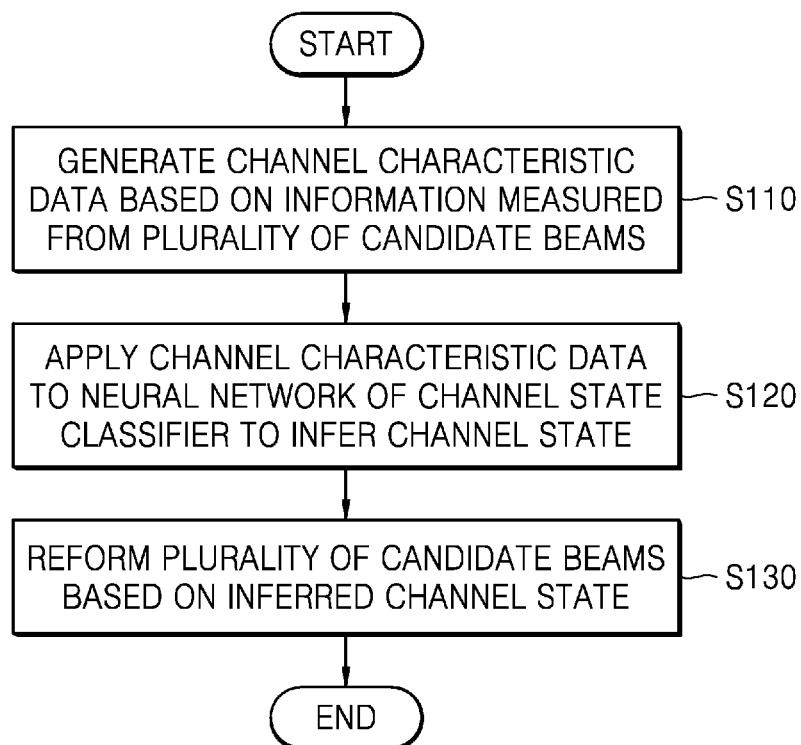 START
GENERATE CHANNEL CHARACTERISTIC
DATA BASED ON INFORMATION MEASURED
FROM PLURALITY OF CANDIDATE BEAMS
S110
APPLY CHANNEL CHARACTERISTIC DATA
TO NEURAL NETWORK OF CHANNEL STATE
CLASSIFIER TO INFER CHANNEL STATE
S120
REFORM PLURALITY OF CANDIDATE BEAMS
BASED ON INFERRED CHANNEL STATE
S130
END